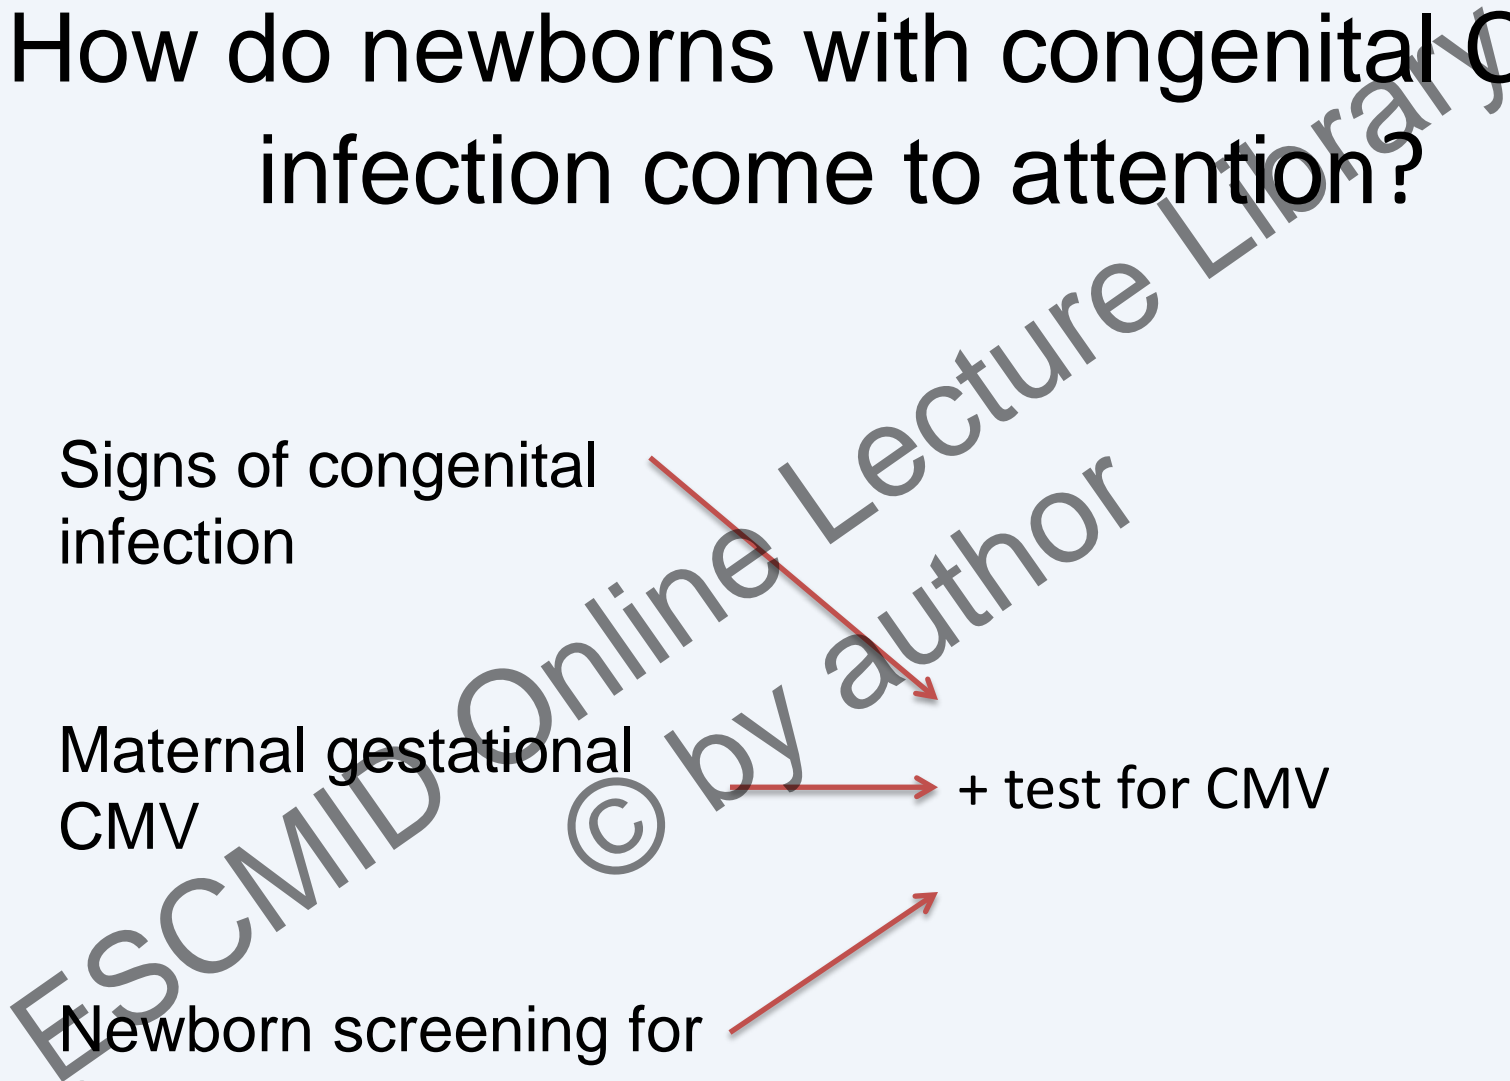 How do newborns with congenital
infection come to attention?
Signs of congenital
infection
Maternal gestational
CMV
+ test for CMV
Newborn screening for
ESCMID Online Lecture Library
© by author